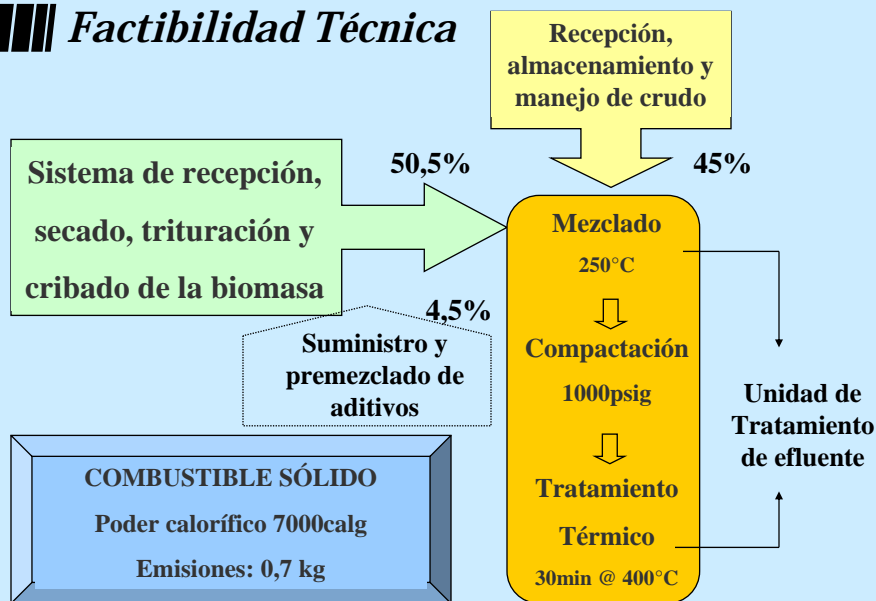 Factibilidad Técnica
Recepción,
almacenamiento y
manejo de crudo
50,5%
45%
Sistema de recepción,
secado, trituración y
cribado de la biomasa
4,5%
Suministro y
premezclado de
aditivos
Mezclado
250°C
Compactación
1000psig
Tratamiento
Térmico
30min @ 400°C
Unidad de
Tratamiento
de efluente
COMBUSTIBLE SÓLIDO
Poder calorífico 7000calg
Emisiones: 0,7 kg